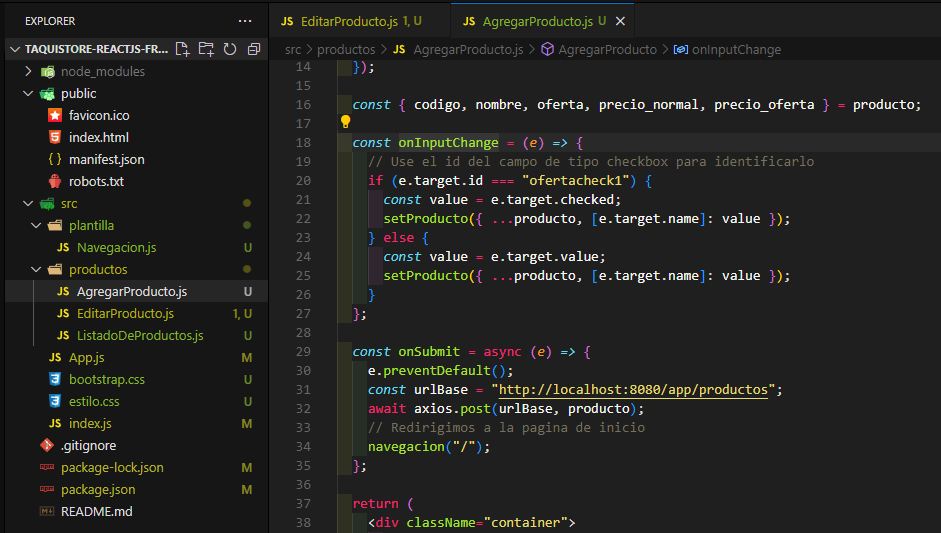 EXPLORER ...
TAQUISTORE-REACTJS-FR...
node_modules
public
favicon.ico
index.html
{} manifest.json
robots.txt
src
plantilla
JS Navegacion.js U
productos
JS AgregarProducto.js U
JS EditarProducto.js 1, U
JS ListadoDeProductos.js U
JS App.js M
bootstrap.css U
estilo.css U
JS index.js M
.gitignore
package-lock.json M
package.json M
README.md
JS EditarProducto.js 1, U
JS AgregarProducto.js U ×
src > productos > JS AgregarProducto.js > AgregarProducto > onInputChange
14 });
15
16 const { codigo, nombre, oferta, precio_normal, precio_oferta } = producto;
17
18 const onInputChange = (e) => {
19 // Use el id del campo de tipo checkbox para identificarlo
20 if (e.target.id === "ofertacheck1") {
21 const value = e.target.checked;
22 setProducto({ ...producto, [e.target.name]: value });
23 } else {
24 const value = e.target.value;
25 setProducto({ ...producto, [e.target.name]: value });
26 }
27 };
28
29 const onSubmit = async (e) => {
30 e.preventDefault();
31 const urlBase = "http://localhost:8080/app/productos";
32 await axios.post(urlBase, producto);
33 // Redirigimos a la pagina de inicio
34 navegacion("/");
35 };
36
37 return (
38 <div className="container">